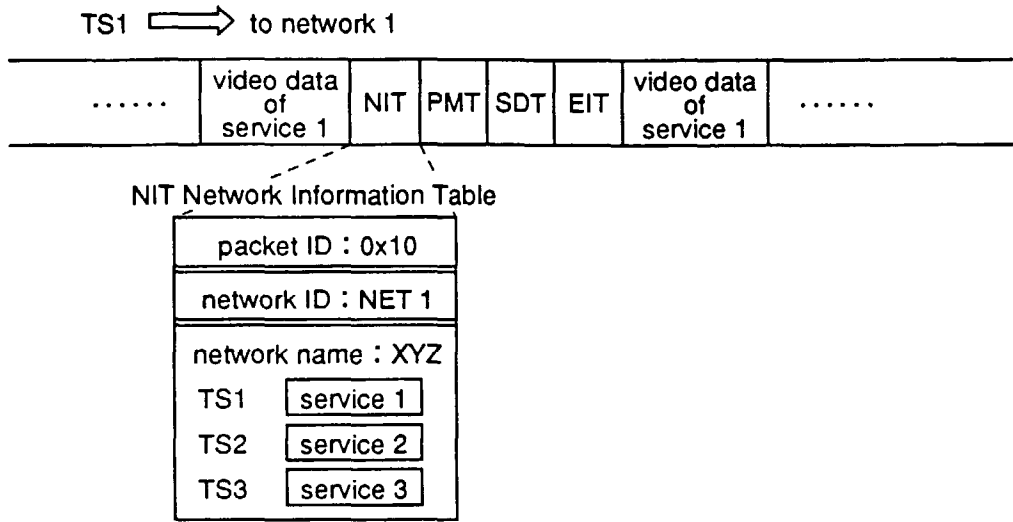 TS1 to network 1
...... video data of service 1 NIT PMT SDT EIT video data of service 1 ......
NIT Network Information Table
packet ID : 0x10
network ID : NET 1
network name : XYZ
TS1 service 1
TS2 service 2
TS3 service 3